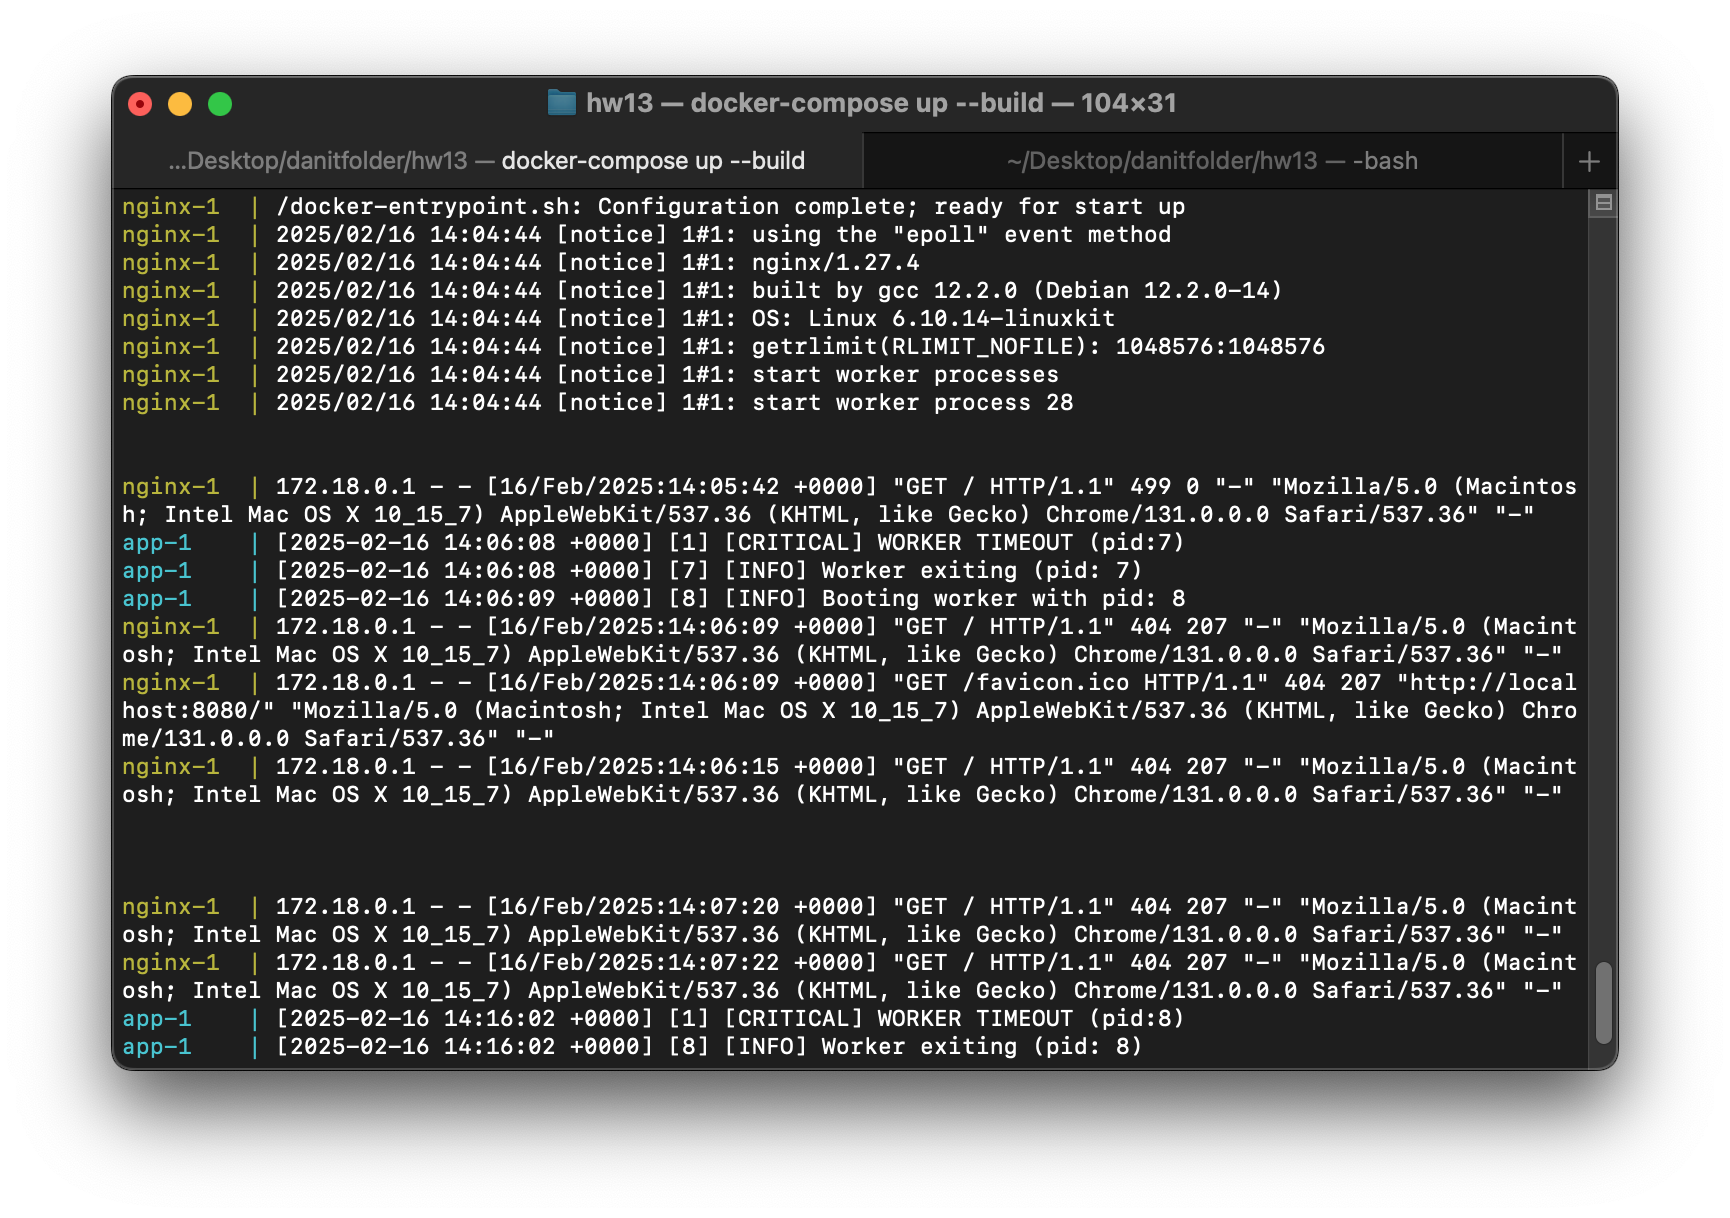 hw13 — docker-compose up --build — 104×31
...Desktop/danitfolder/hw13 — docker-compose up --build
~/Desktop/danitfolder/hw13 — -bash
+
nginx-1  | /docker-entrypoint.sh: Configuration complete; ready for start up
nginx-1  | 2025/02/16 14:04:44 [notice] 1#1: using the "epoll" event method
nginx-1  | 2025/02/16 14:04:44 [notice] 1#1: nginx/1.27.4
nginx-1  | 2025/02/16 14:04:44 [notice] 1#1: built by gcc 12.2.0 (Debian 12.2.0-14)
nginx-1  | 2025/02/16 14:04:44 [notice] 1#1: OS: Linux 6.10.14-linuxkit
nginx-1  | 2025/02/16 14:04:44 [notice] 1#1: getrlimit(RLIMIT_NOFILE): 1048576:1048576
nginx-1  | 2025/02/16 14:04:44 [notice] 1#1: start worker processes
nginx-1  | 2025/02/16 14:04:44 [notice] 1#1: start worker process 28
nginx-1  | 172.18.0.1 - - [16/Feb/2025:14:05:42 +0000] "GET / HTTP/1.1" 499 0 "-" "Mozilla/5.0 (Macintos
h; Intel Mac OS X 10_15_7) AppleWebKit/537.36 (KHTML, like Gecko) Chrome/131.0.0.0 Safari/537.36" "-"
app-1    | [2025-02-16 14:06:08 +0000] [1] [CRITICAL] WORKER TIMEOUT (pid:7)
app-1    | [2025-02-16 14:06:08 +0000] [7] [INFO] Worker exiting (pid: 7)
app-1    | [2025-02-16 14:06:09 +0000] [8] [INFO] Booting worker with pid: 8
nginx-1  | 172.18.0.1 - - [16/Feb/2025:14:06:09 +0000] "GET / HTTP/1.1" 404 207 "-" "Mozilla/5.0 (Macint
osh; Intel Mac OS X 10_15_7) AppleWebKit/537.36 (KHTML, like Gecko) Chrome/131.0.0.0 Safari/537.36" "-"
nginx-1  | 172.18.0.1 - - [16/Feb/2025:14:06:09 +0000] "GET /favicon.ico HTTP/1.1" 404 207 "http://local
host:8080/" "Mozilla/5.0 (Macintosh; Intel Mac OS X 10_15_7) AppleWebKit/537.36 (KHTML, like Gecko) Chro
me/131.0.0.0 Safari/537.36" "-"
nginx-1  | 172.18.0.1 - - [16/Feb/2025:14:06:15 +0000] "GET / HTTP/1.1" 404 207 "-" "Mozilla/5.0 (Macint
osh; Intel Mac OS X 10_15_7) AppleWebKit/537.36 (KHTML, like Gecko) Chrome/131.0.0.0 Safari/537.36" "-"
nginx-1  | 172.18.0.1 - - [16/Feb/2025:14:07:20 +0000] "GET / HTTP/1.1" 404 207 "-" "Mozilla/5.0 (Macint
osh; Intel Mac OS X 10_15_7) AppleWebKit/537.36 (KHTML, like Gecko) Chrome/131.0.0.0 Safari/537.36" "-"
nginx-1  | 172.18.0.1 - - [16/Feb/2025:14:07:22 +0000] "GET / HTTP/1.1" 404 207 "-" "Mozilla/5.0 (Macint
osh; Intel Mac OS X 10_15_7) AppleWebKit/537.36 (KHTML, like Gecko) Chrome/131.0.0.0 Safari/537.36" "-"
app-1    | [2025-02-16 14:16:02 +0000] [1] [CRITICAL] WORKER TIMEOUT (pid:8)
app-1    | [2025-02-16 14:16:02 +0000] [8] [INFO] Worker exiting (pid: 8)